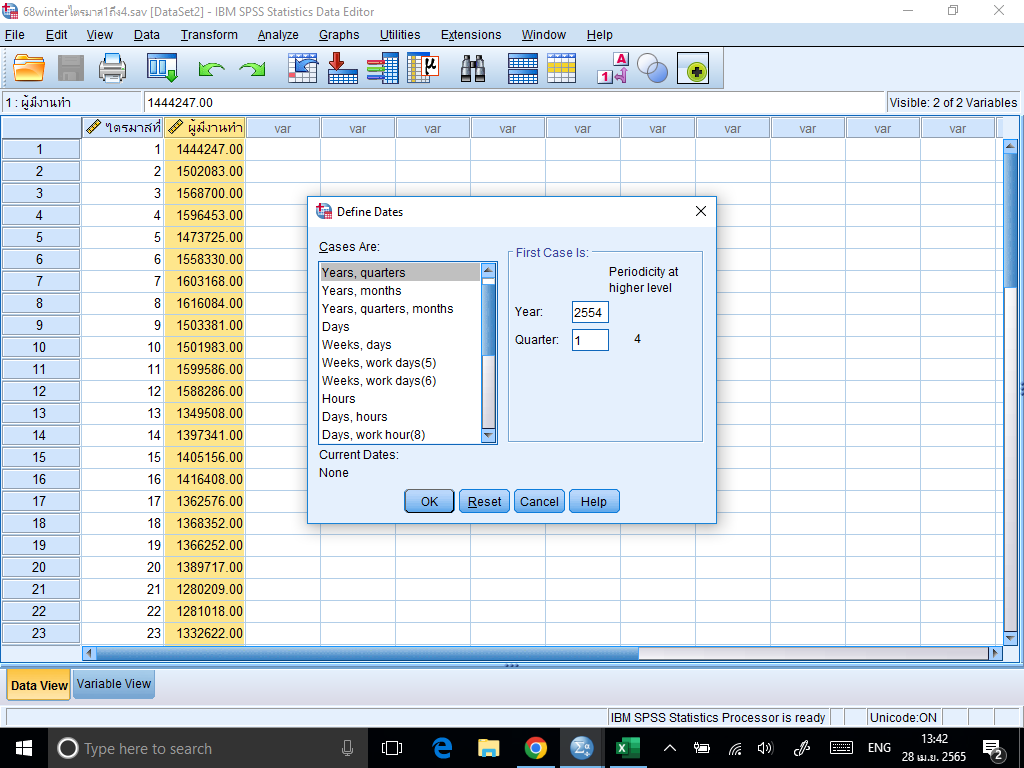 68winterไตรมาส1ถึง4.sav [DataSet2] - IBM SPSS Statistics Data Editor
File Edit View Data Transform Analyze Graphs Utilities Extensions Window Help
1 : ผู้มีงานทำ 1444247.00 Visible: 2 of 2 Variables
ไตรมาส์ที่ ผู้มีงานทำ var var var var var var var var var var
1 1 1444247.00
2 2 1502083.00
3 3 1568700.00
4 4 1596453.00
5 5 1473725.00
6 6 1558330.00
7 7 1603168.00
8 8 1616084.00
9 9 1503381.00
10 10 1501983.00
11 11 1599586.00
12 12 1588286.00
13 13 1349508.00
14 14 1397341.00
15 15 1405156.00
16 16 1416408.00
17 17 1362576.00
18 18 1368352.00
19 19 1366252.00
20 20 1389717.00
21 21 1280209.00
22 22 1281018.00
23 23 1332622.00
Define Dates
Cases Are:
Years, quarters
Years, months
Years, quarters, months
Days
Weeks, days
Weeks, work days(5)
Weeks, work days(6)
Hours
Days, hours
Days, work hour(8)
Current Dates:
None
First Case Is:
Periodicity at
higher level
Year: 2554
Quarter: 1 4
OK Reset Cancel Help
Data View Variable View
IBM SPSS Statistics Processor is ready Unicode:ON
Type here to search
ENG
13:42
28 เม.ย. 2565
2